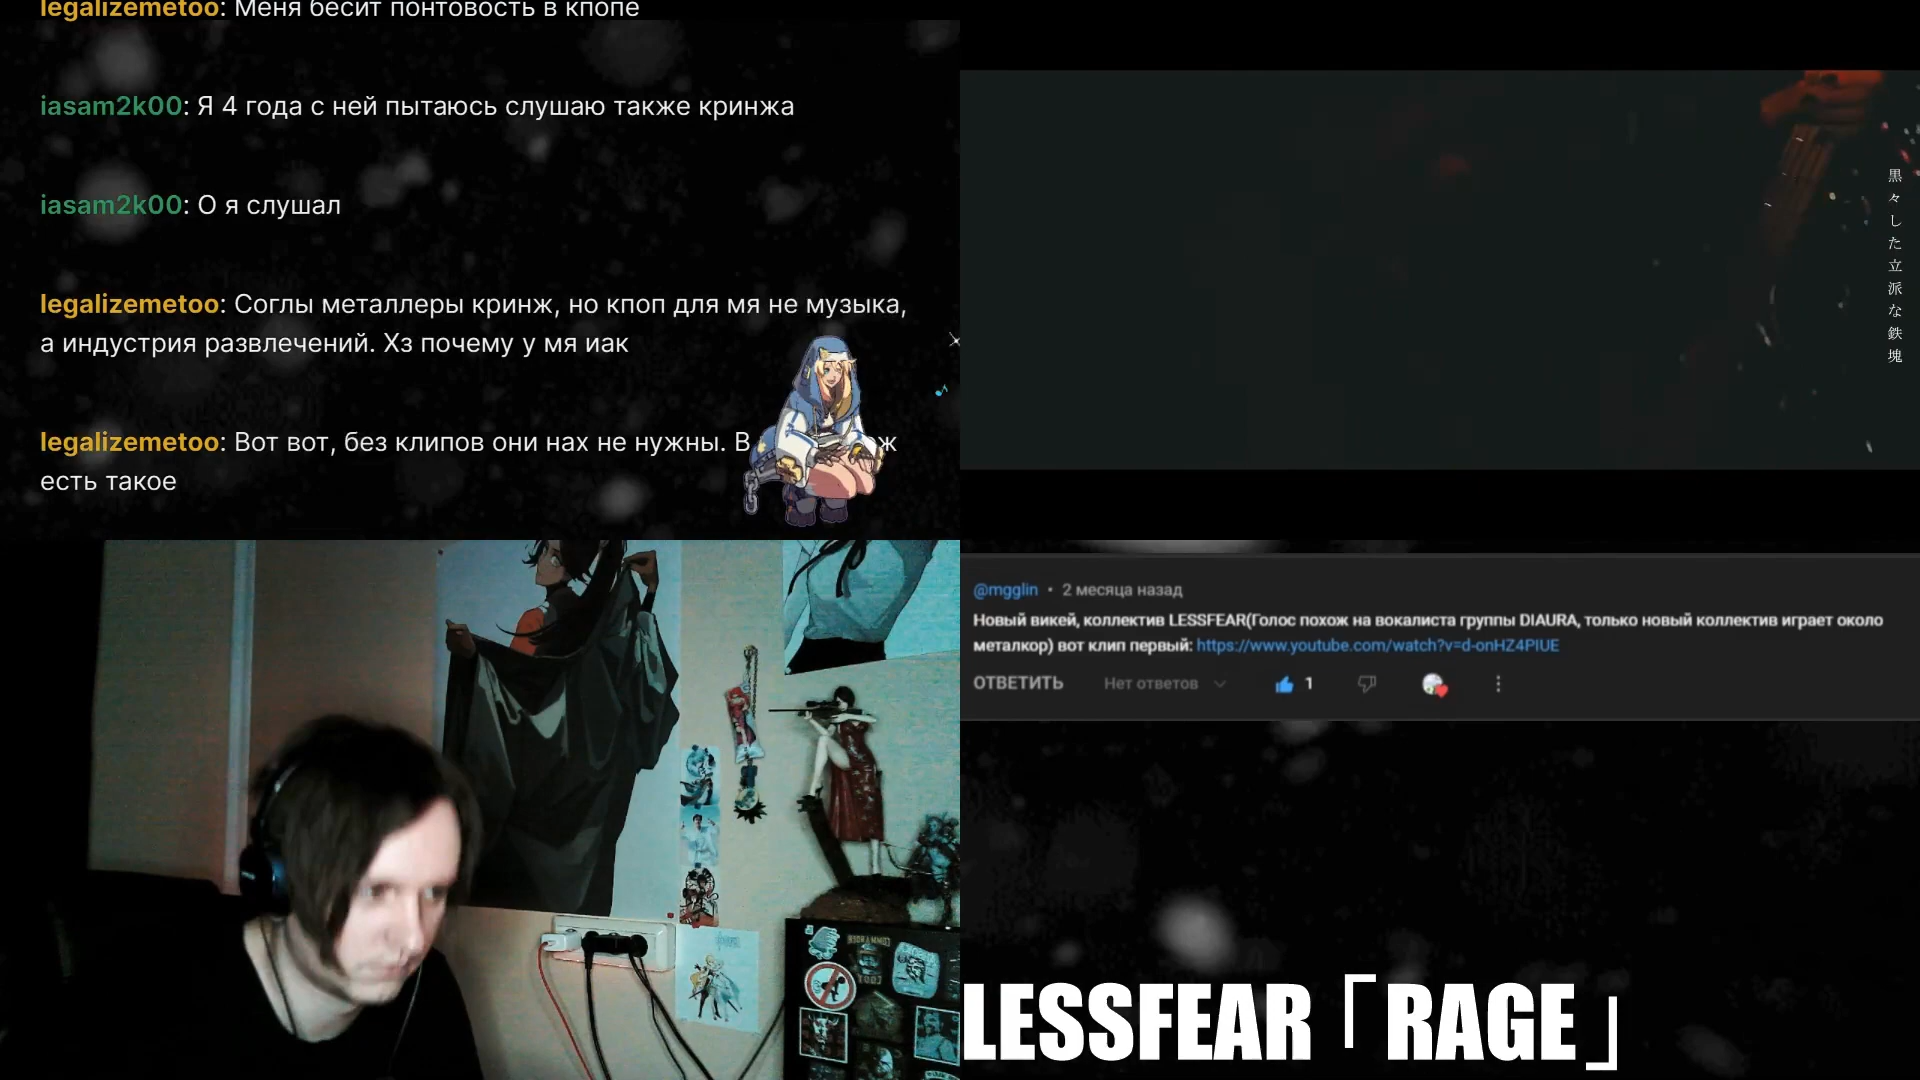 legalizemetoo: Меня бесит понтовость в кпопе
iasam2k00: Я 4 года с ней пытаюсь слушаю также кринжа
iasam2k00: О я слушал
legalizemetoo: Соглы металлеры кринж, но кпоп для мя не музыка,
а индустрия развлечений. Хз почему у мя иак
legalizemetoo: Вот вот, без клипов они нах не нужны. В
есть такое
黒々した立派な鉄塊
@mgglin • 2 месяца назад
Новый викей, коллектив LESSFEAR(Голос похож на вокалиста группы DIAURA, только новый коллектив играет около
металкор) вот клип первый: https://www.youtube.com/watch?v=d-onHZ4PIUE
ОТВЕТИТЬ Нет ответов 1
LESSFEAR「RAGE」